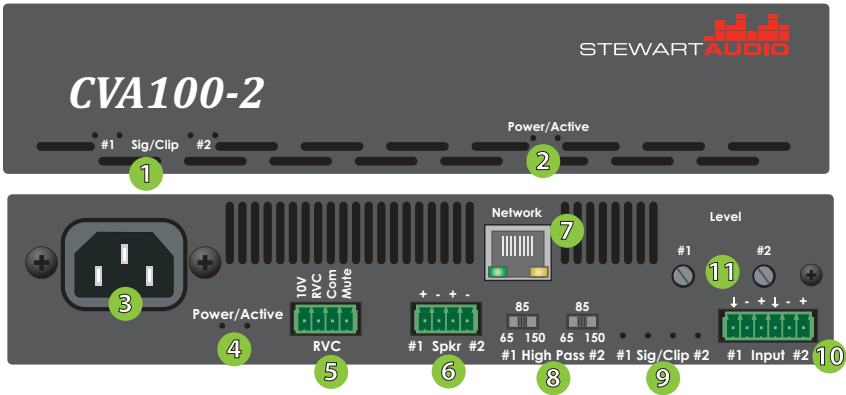 STEWARTAUDIO
CVA100-2
Power/Active
#1 Sig/Clip #2
1
2
Network
7
Level
#1 11 #2
3
10V
RVC
Com
Mute
+ - + -
85 85
↓ - + ↓ - +
Power/Active
4
65 150 65 150
RVC
#1 Spkr #2
#1 High Pass #2
#1 Sig/Clip #2
#1 Input #2
10
5
6
8
9